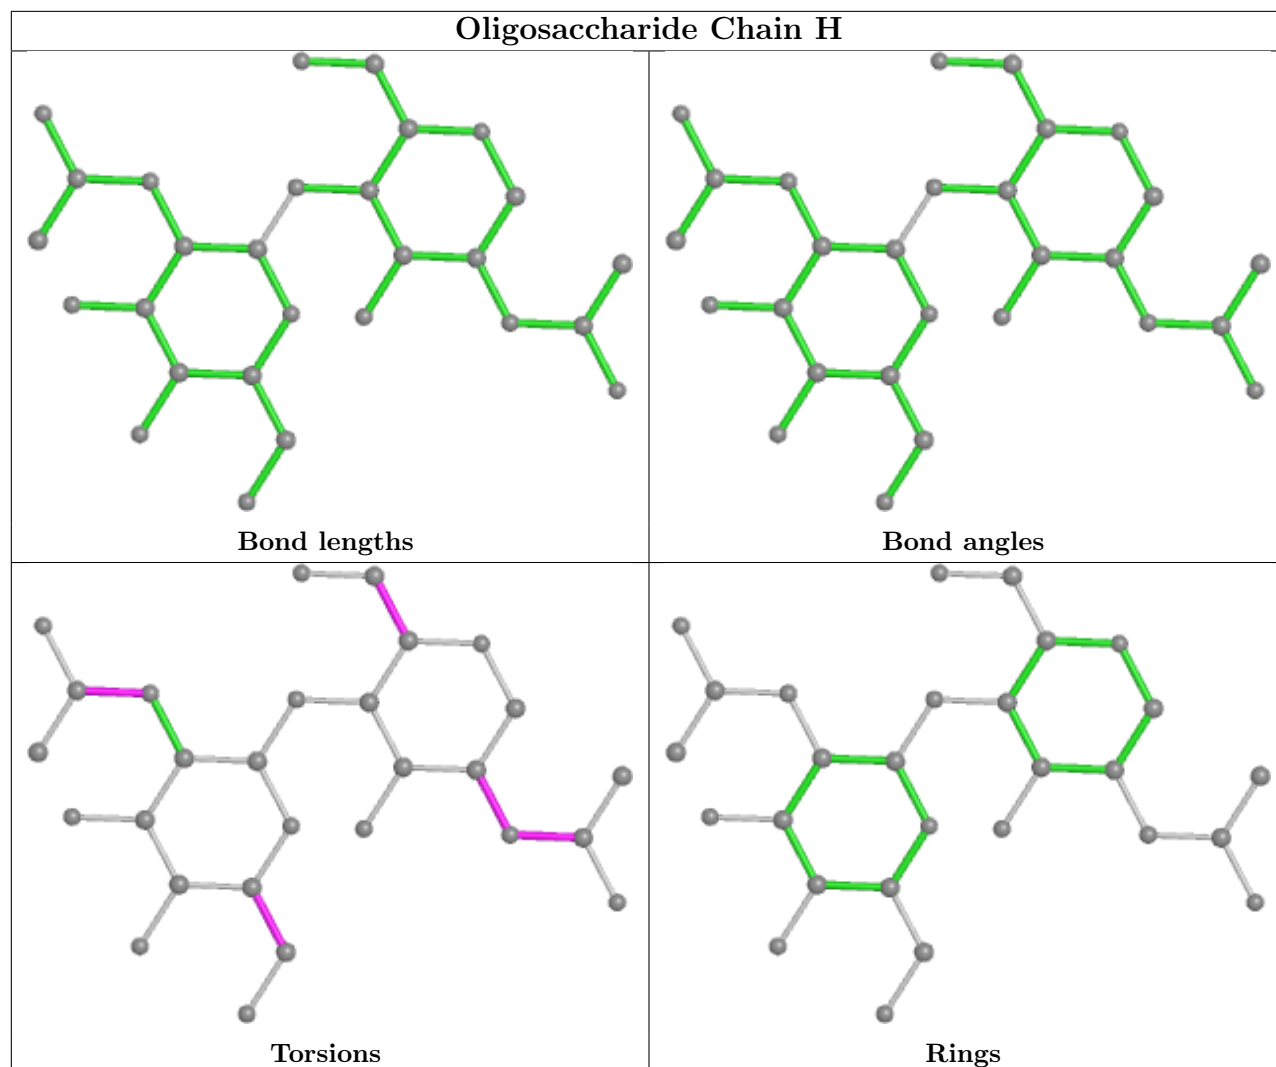 Oligosaccharide Chain H
Bond lengths
Bond angles
Torsions
Rings